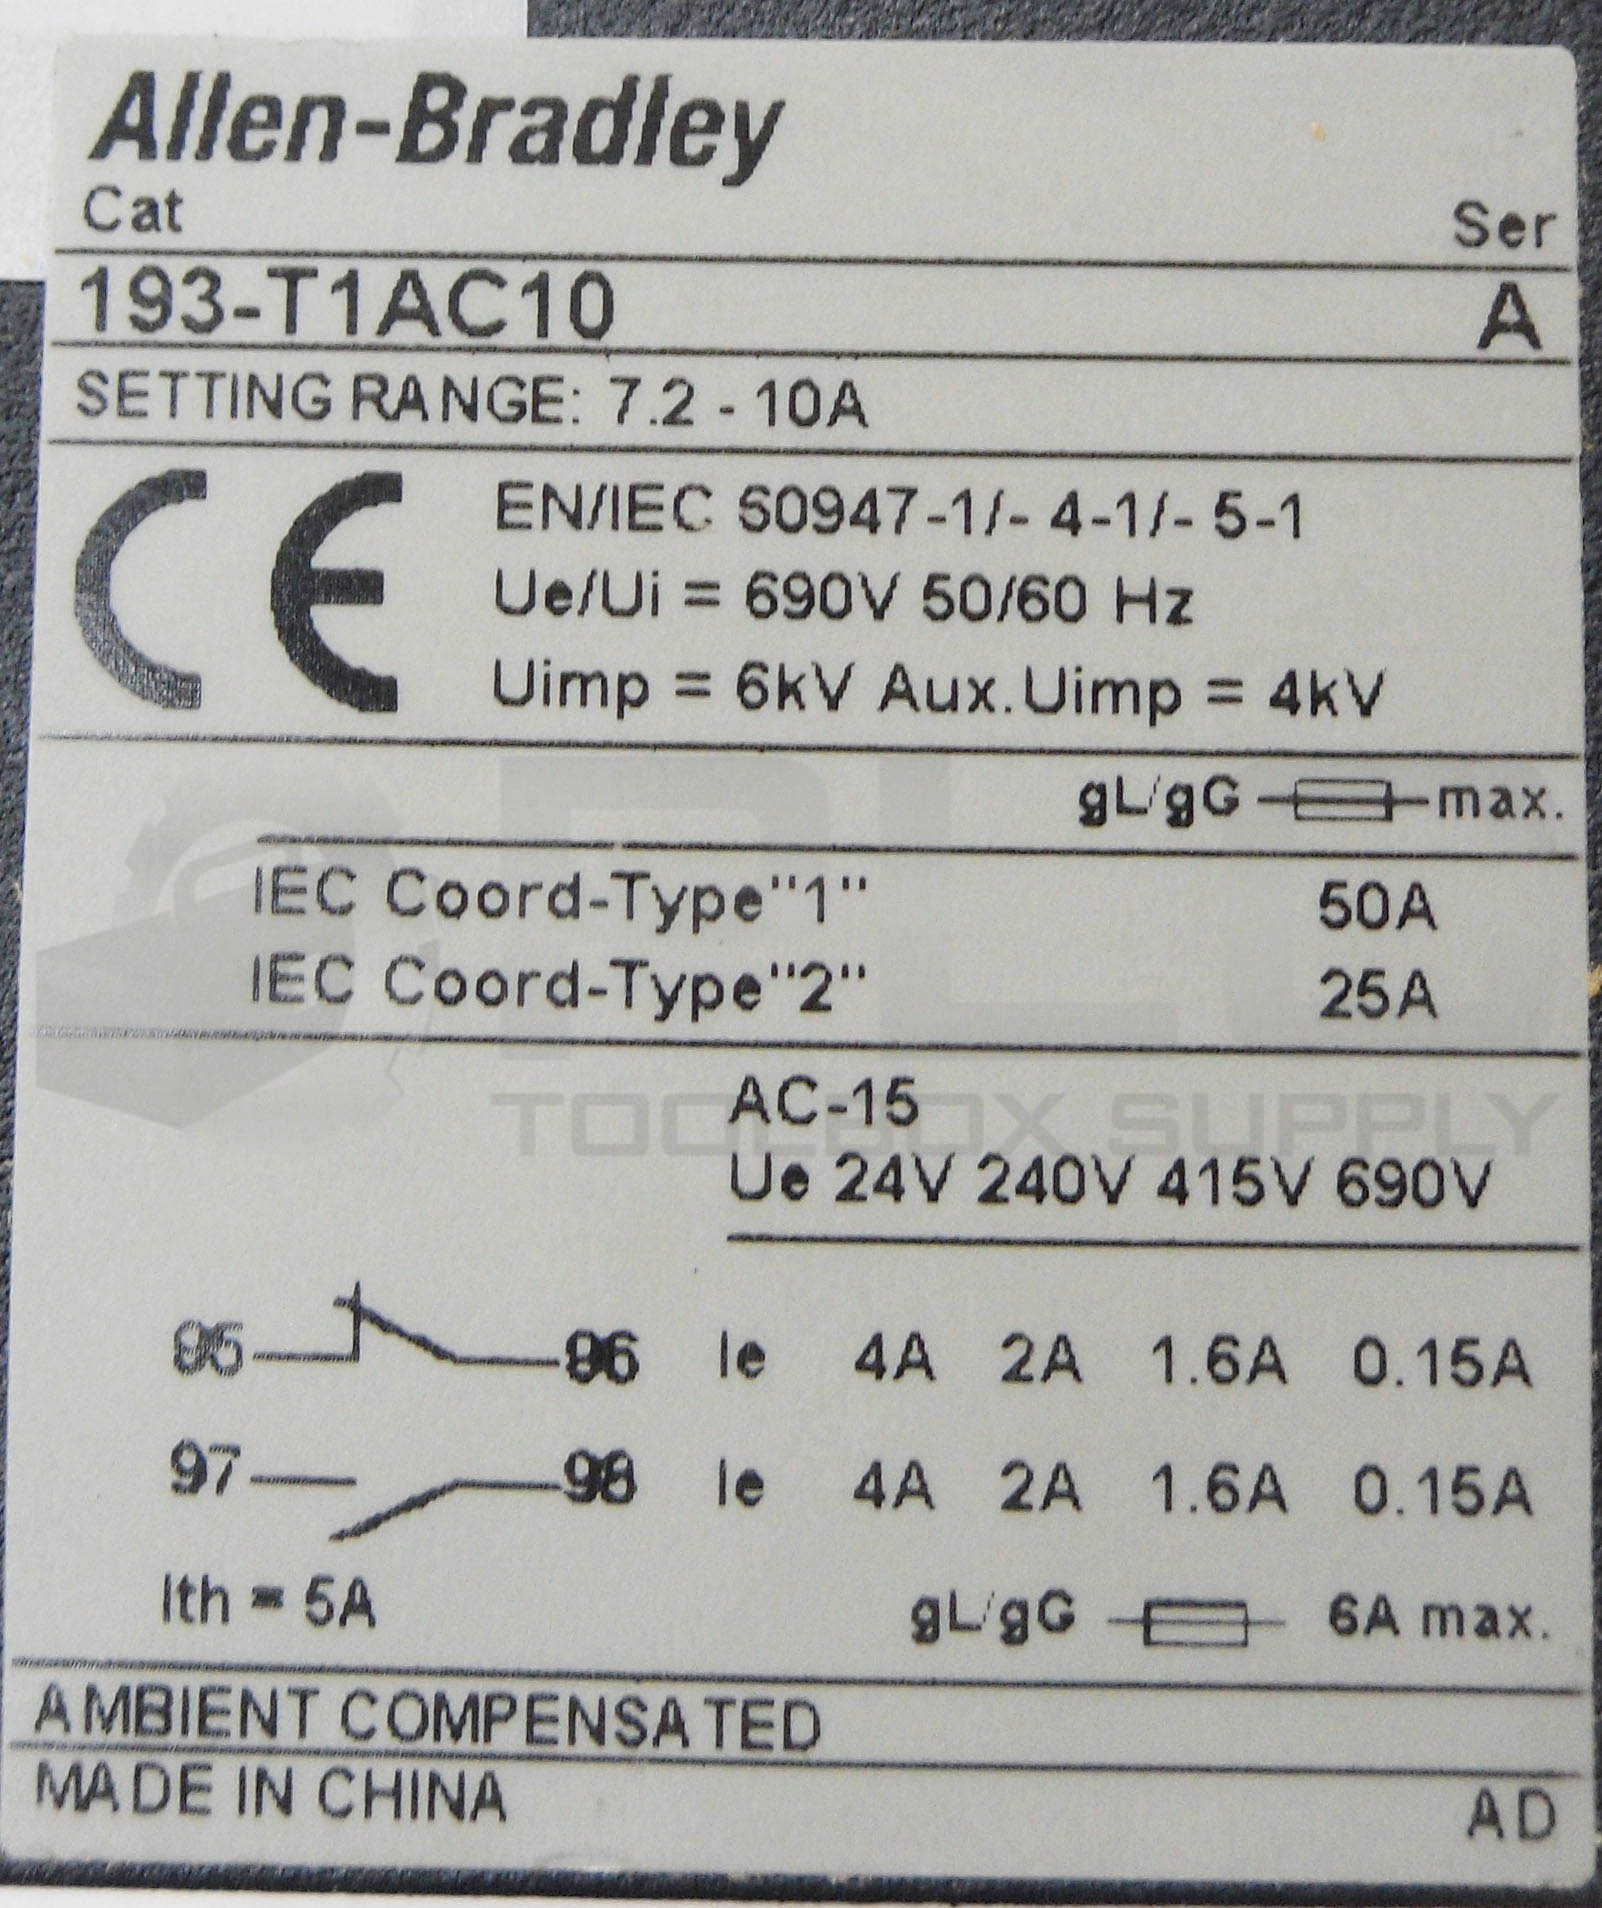 Allen-Bradley
Cat Ser
193-T1AC10 A
SETTING RANGE: 7.2 - 10A
CE EN/IEC 60947-1/- 4-1/- 5-1
Ue/Ui = 690V 50/60 Hz
Uimp = 6kV Aux. Uimp = 4kV
gL/gG max.
IEC Coord-Type"1" 50A
IEC Coord-Type"2" 25A
AC-15
TOOLBOX SUPPLY
Ue 24V 240V 415V 690V
95 96 Ie 4A 2A 1.6A 0.15A
97 98 Ie 4A 2A 1.6A 0.15A
Ith = 5A gL/gG 6A max.
AMBIENT COMPENSATED
MADE IN CHINA AD